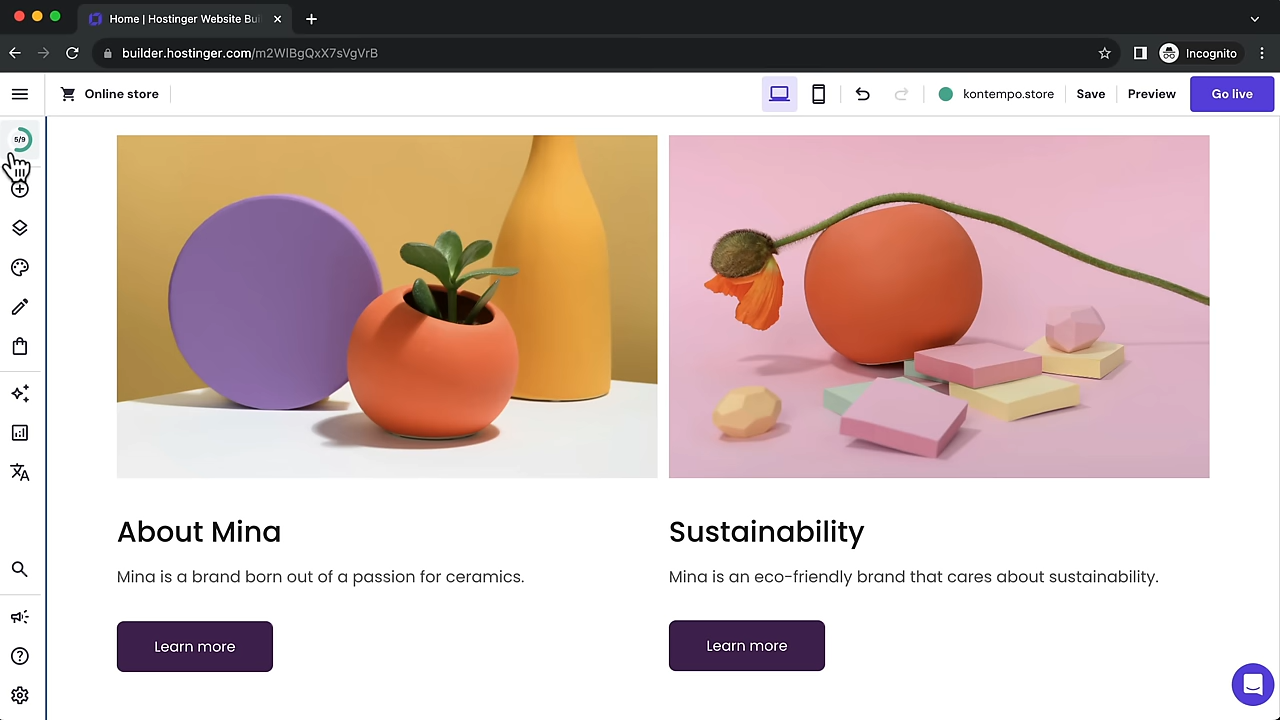 Home | Hostinger Website Bui
builder.hostinger.com/m2WlBgQxX7sVgVrB
Incognito
Online store
kontempo.store
Save
Preview
Go live
5/9
About Mina
Sustainability
Mina is a brand born out of a passion for ceramics.
Mina is an eco-friendly brand that cares about sustainability.
Learn more
Learn more